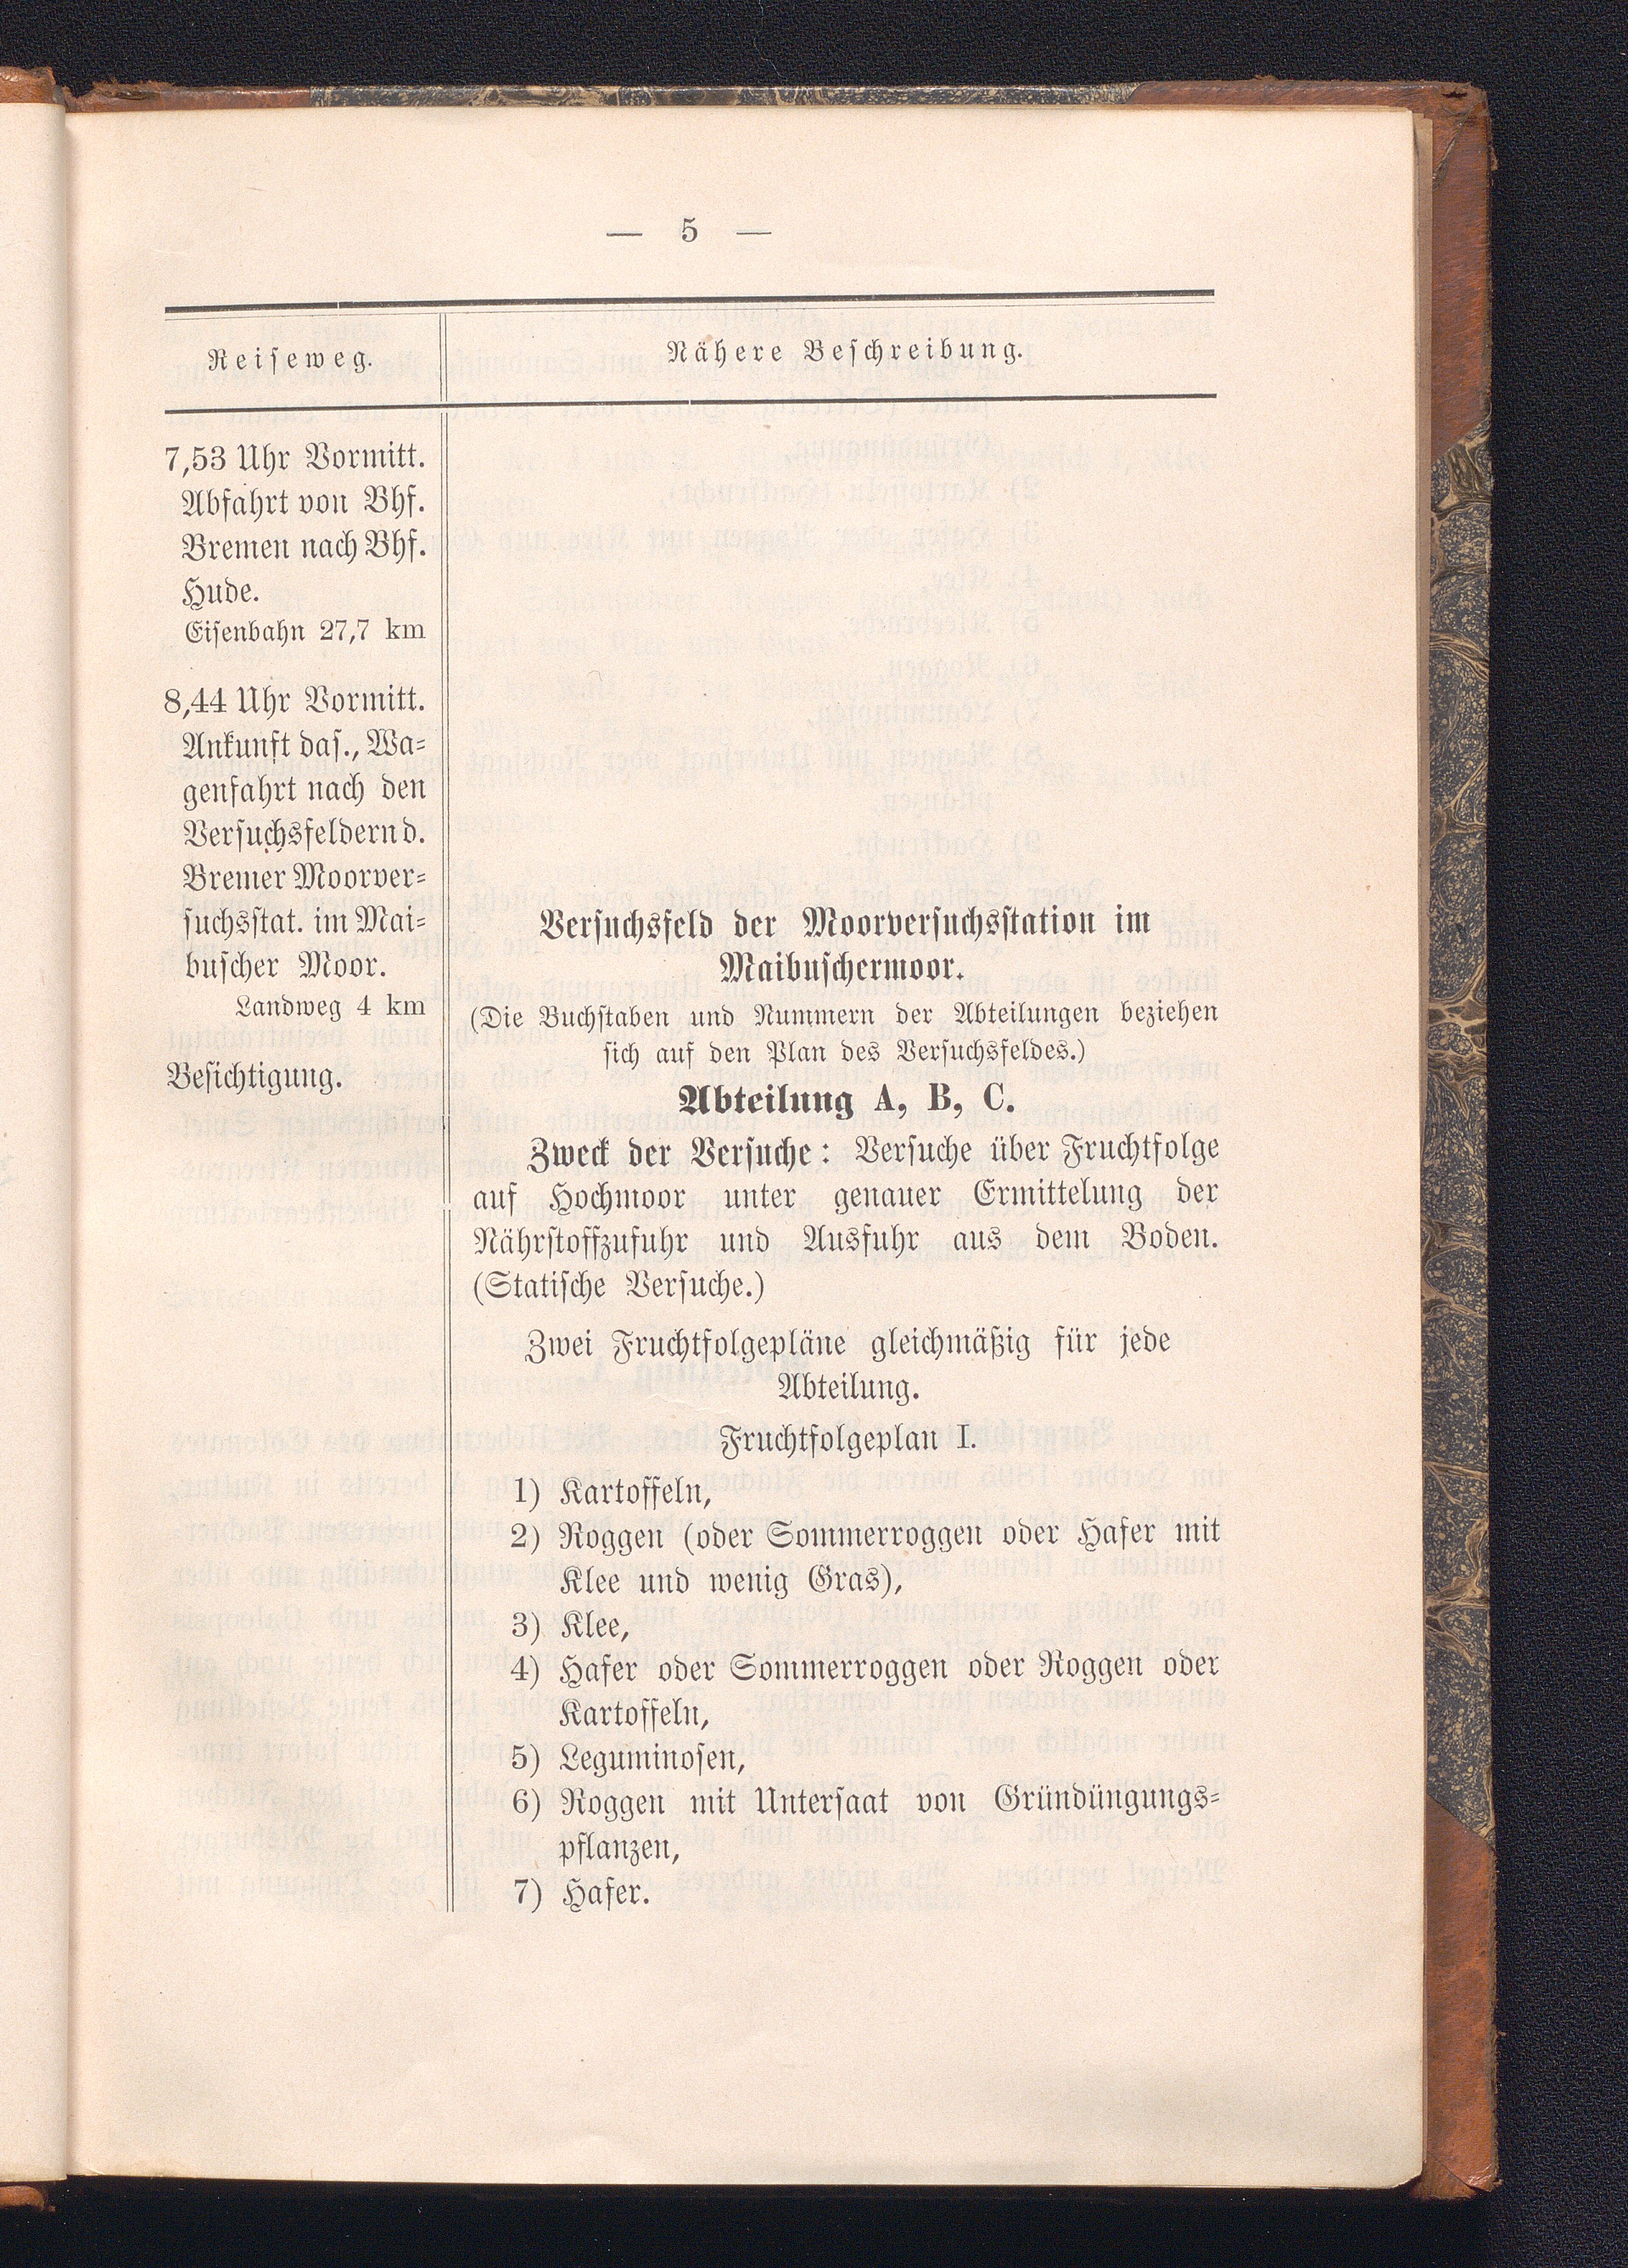 — 5 —
Reiseweg.
Nähere Beschreibung.
7,53 Uhr Vormitt.
Abfahrt von Bhf.
Bremen nach Bhf.
Hude.
Eisenbahn 27,7 km
8,44 Uhr Vormitt.
Ankunft das., Wa-
genfahrt nach den
Versuchsfeldern d.
Bremer Moorver-
suchsstat. im Mai-
buscher Moor.
Landweg 4 km
Besichtigung.
Versuchsfeld der Moorversuchsstation im
Maibuschermoor.
(Die Buchstaben und Nummern der Abteilungen beziehen
sich auf den Plan des Versuchsfeldes.)
Abteilung A, B, C.
Zweck der Versuche: Versuche über Fruchtfolge
auf Hochmoor unter genauer Ermittelung der
Nährstoffzufuhr und Ausfuhr aus dem Boden.
(Statische Versuche.)
Zwei Fruchtfolgepläne gleichmäßig für jede
Abteilung.
Fruchtfolgeplan I.
1) Kartoffeln,
2) Roggen (oder Sommerroggen oder Hafer mit
Klee und wenig Gras),
3) Klee,
4) Hafer oder Sommerroggen oder Roggen oder
Kartoffeln,
5) Leguminosen,
6) Roggen mit Untersaat von Gründüngungs-
pflanzen,
7) Hafer.